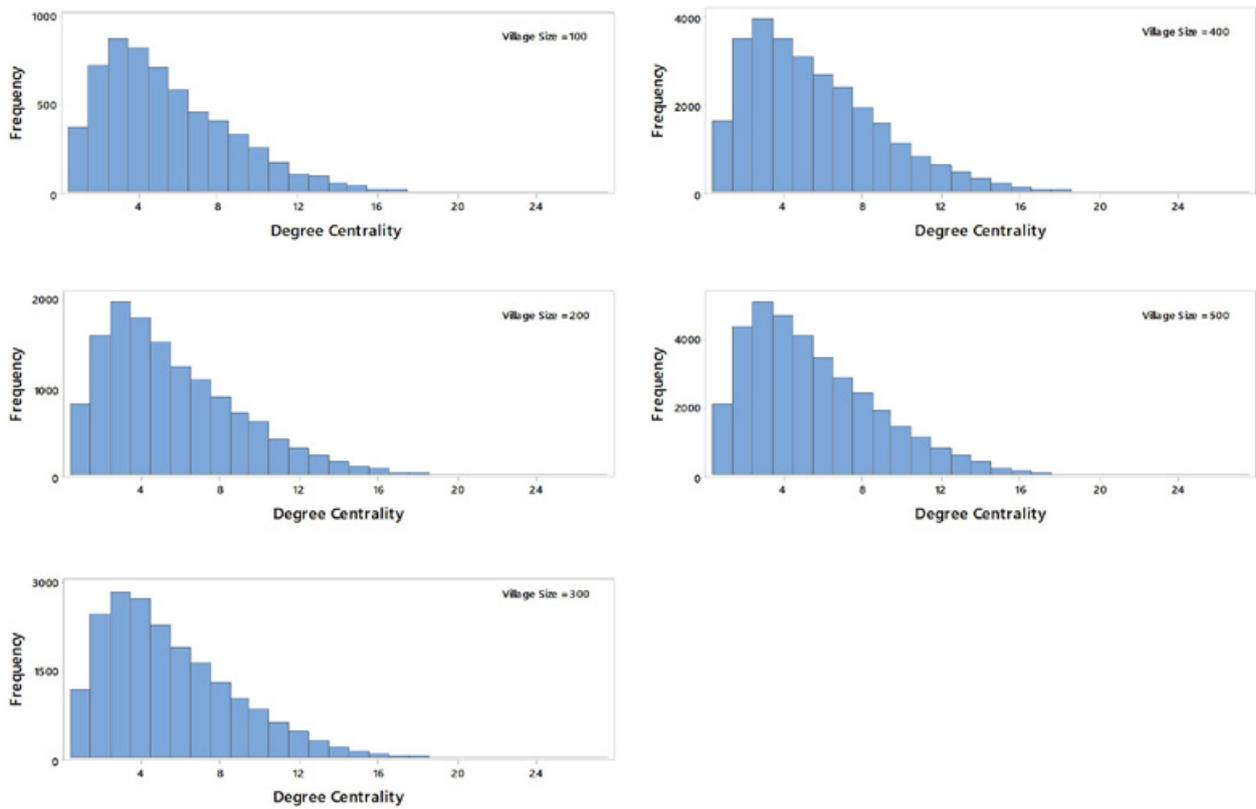 1000
Village Size =100
500
0
Frequency
4 8 12 16 20 24
Degree Centrality
4000
Village Size =400
2000
0
Frequency
4 8 12 16 20 24
Degree Centrality
2000
Village Size =200
1000
0
Frequency
4 8 12 16 20 24
Degree Centrality
Village Size =500
4000
2000
0
Frequency
4 8 12 16 20 24
Degree Centrality
3000
Village Size =300
1500
0
Frequency
4 8 12 16 20 24
Degree Centrality